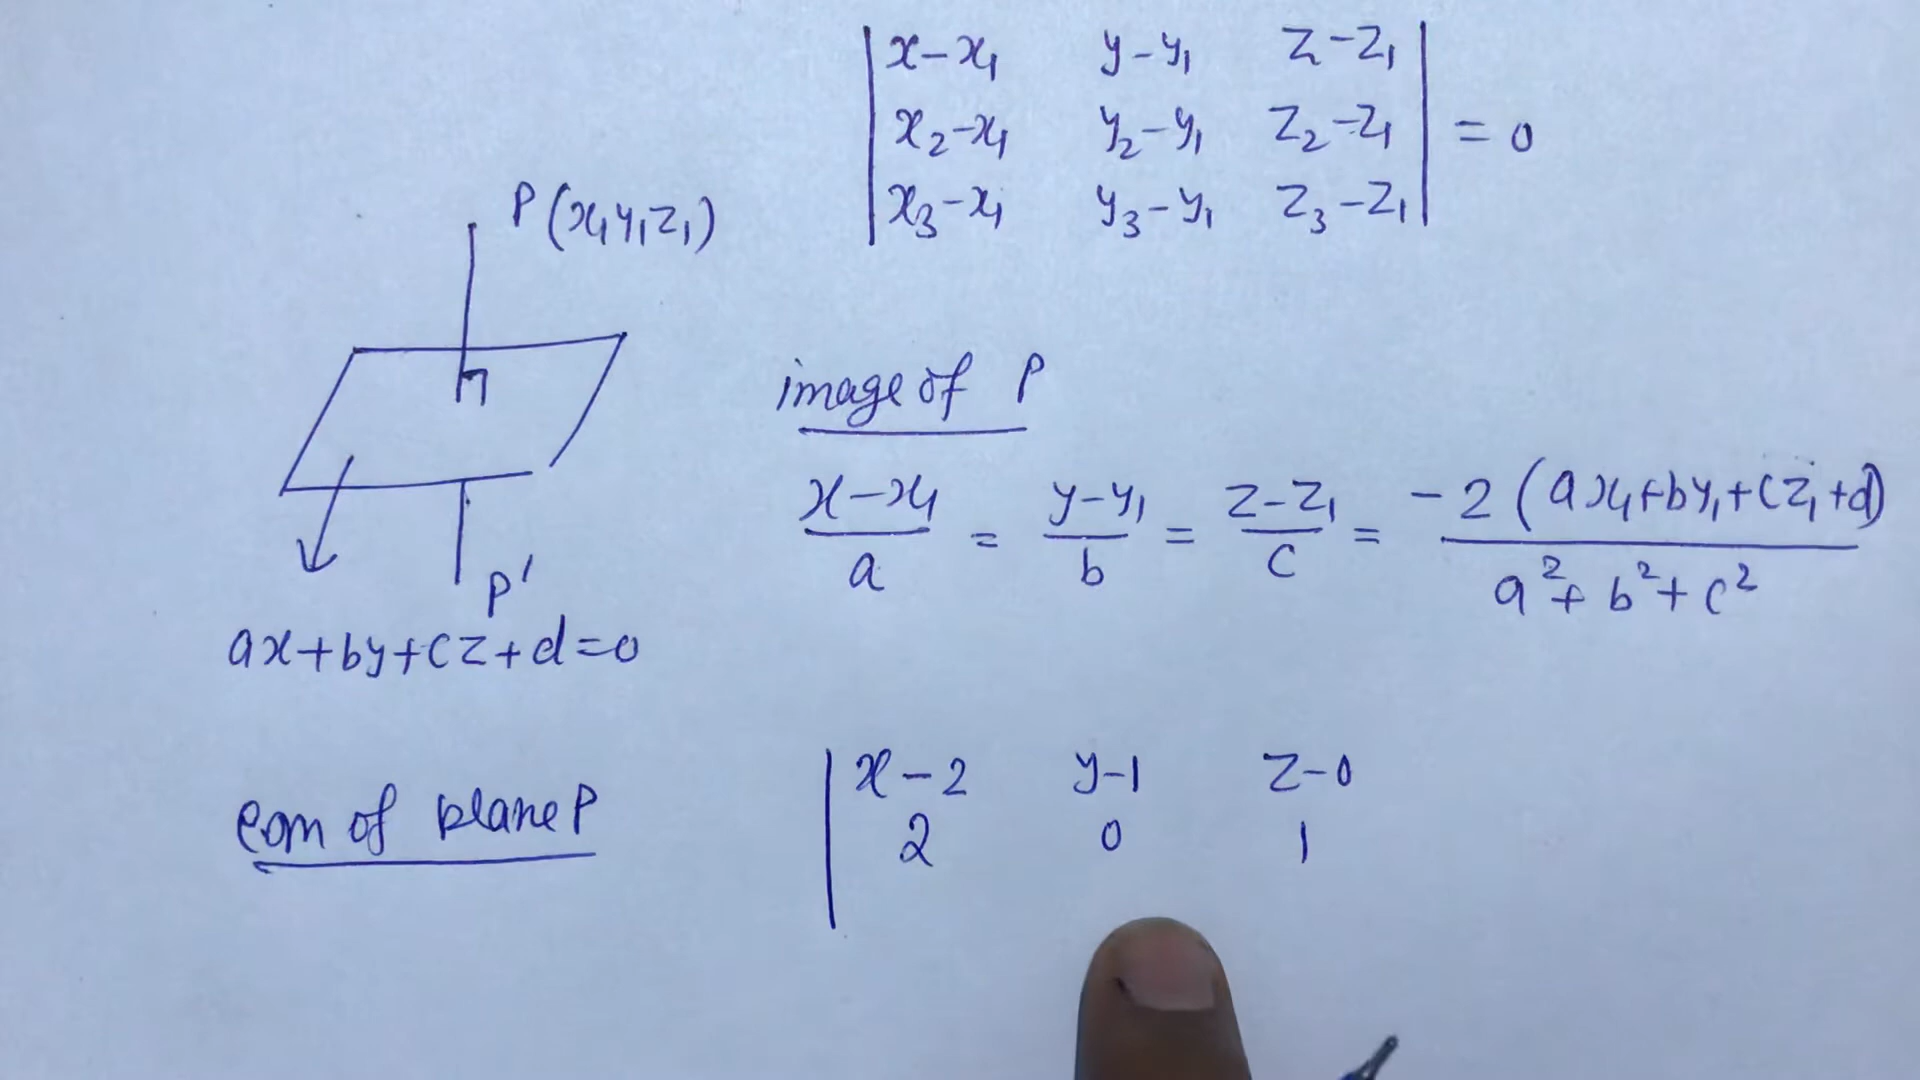 | x-x₁ y-y₁ z-z₁ |
| x₂-x₁ y₂-y₁ z₂-z₁ | = 0
| x₃-x₁ y₃-y₁ z₃-z₁ |
P(x₁y₁z₁)
image of P
(x-x₁)/a = (y-y₁)/b = (z-z₁)/c = -2(ax₁+by₁+cz₁+d)/(a²+b²+c²)
P'
ax+by+cz+d=0
eqn of plane P
| x-2 y-1 z-0
| 2 0 1